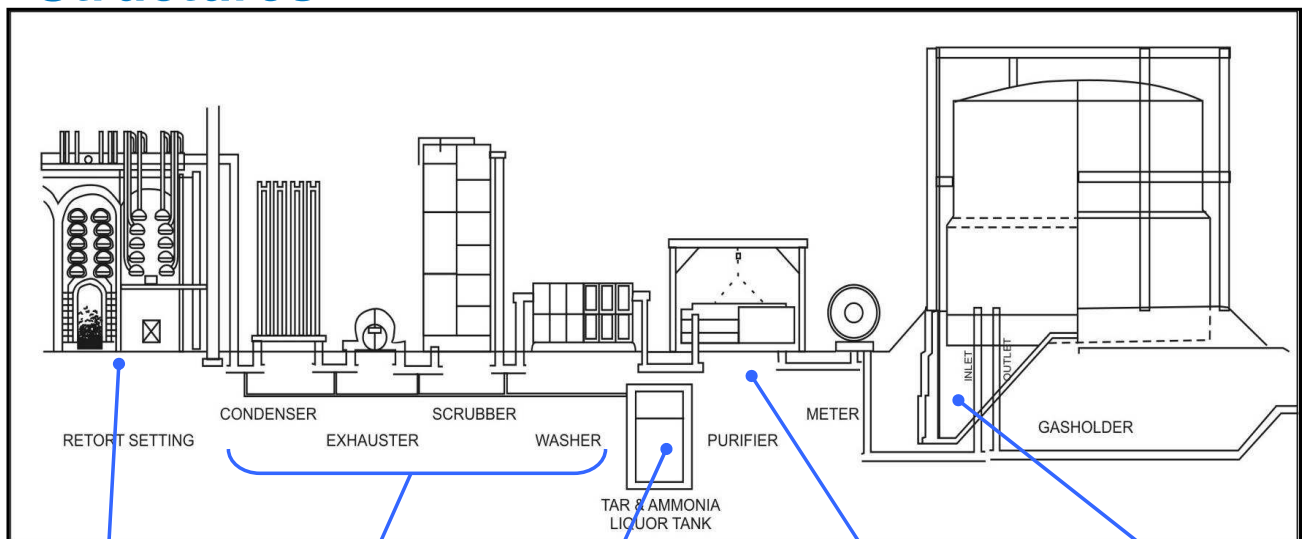 CONDENSER
SCRUBBER
METER
INLET
OUTLET
RETORT SETTING
EXHAUSTER
WASHER
PURIFIER
GASHOLDER
TAR & AMMONIA
LIQUOR TANK